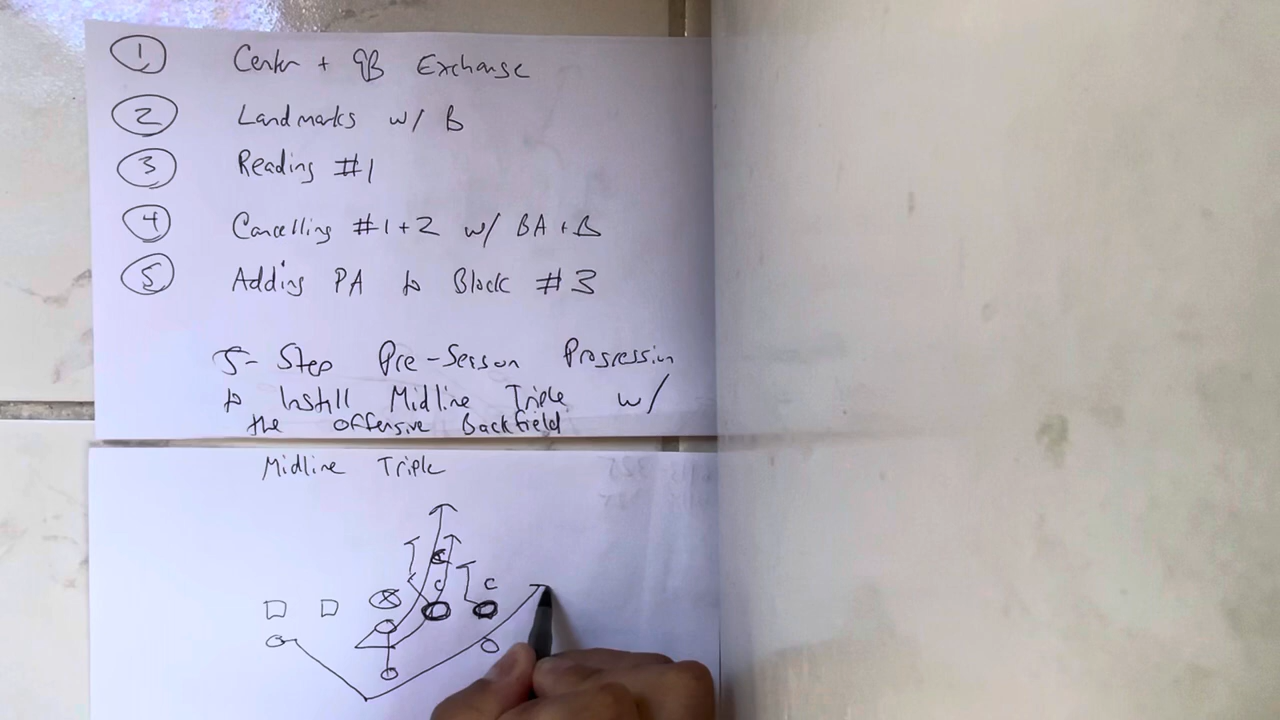 1 Center + QB Exchange
2 Landmarks w/ B
3 Reading #1
4 Cancelling #1+2 w/ BA + B
5 Adding PA to Block #3
5-Step Pre-Season Progression
to Install Midline Triple w/
the offensive Backfield
Midline Triple
C
C C